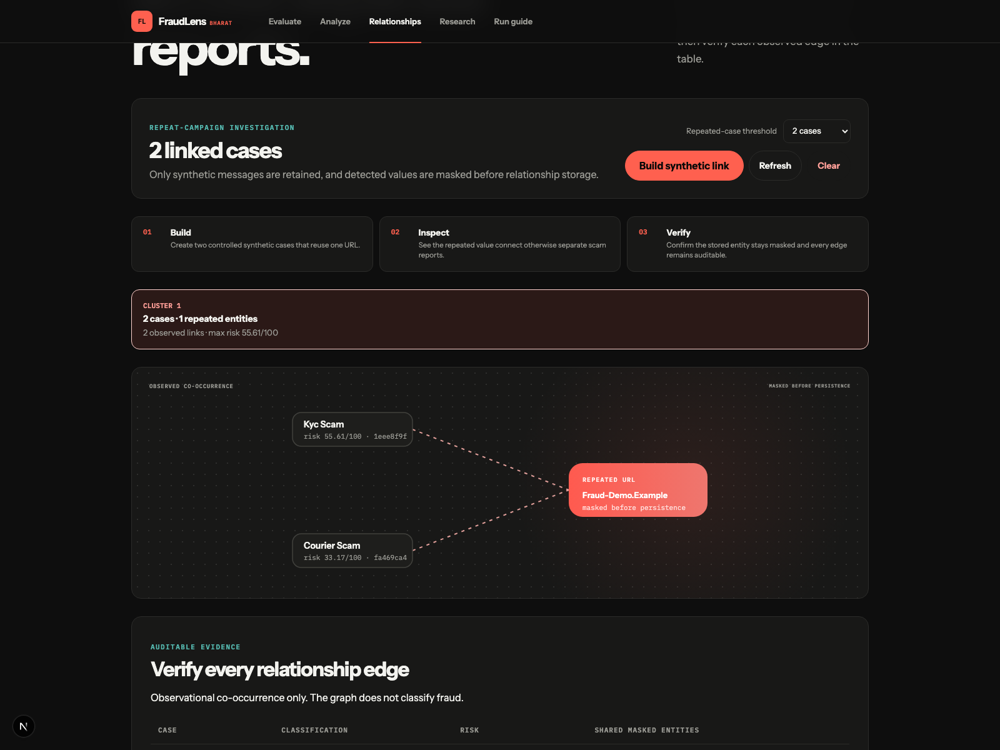 FL FraudLens BHARAT Evaluate Analyze Relationships Research Run guide
reports.
then verify each observed edge in the
table.
REPEAT-CAMPAIGN INVESTIGATION
2 linked cases
Only synthetic messages are retained, and detected values are masked before relationship storage.
Repeated-case threshold 2 cases
Build synthetic link Refresh Clear
01 Build
Create two controlled synthetic cases that reuse one URL.
02 Inspect
See the repeated value connect otherwise separate scam
reports.
03 Verify
Confirm the stored entity stays masked and every edge
remains auditable.
CLUSTER 1
2 cases · 1 repeated entities
2 observed links · max risk 55.61/100
OBSERVED CO-OCCURRENCE
MASKED BEFORE PERSISTENCE
Kyc Scam
risk 55.61/100 · 1eee8f9f
REPEATED URL
Fraud-Demo.Example
masked before persistence
Courier Scam
risk 33.17/100 · fa469ca4
AUDITABLE EVIDENCE
Verify every relationship edge
Observational co-occurrence only. The graph does not classify fraud.
CASE CLASSIFICATION RISK SHARED MASKED ENTITIES
N